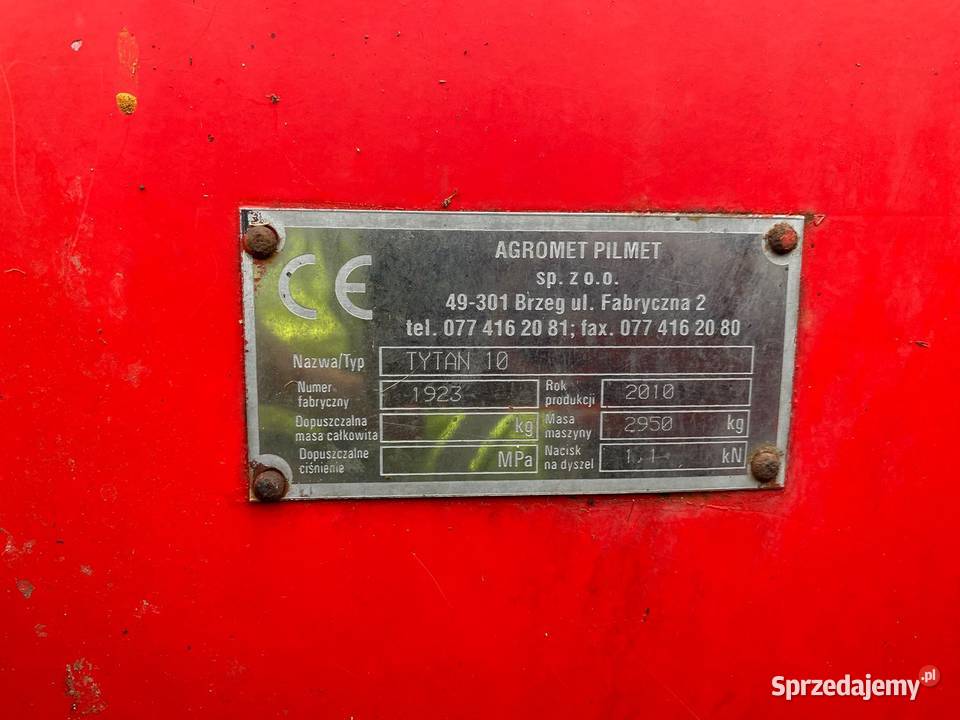 CE
AGROMET PILMET
sp. z o.o.
49-301 Brzeg ul. Fabryczna 2
tel. 077 416 20 81; fax. 077 416 20 80
Nazwa/Typ TYTAN 10
Numer fabryczny 1923 Rok produkcji 2010
Dopuszczalna masa całkowita kg Masa maszyny 2950 kg
Dopuszczalne ciśnienie MPa Nacisk na dyszel kN
Sprzedajemy.pl